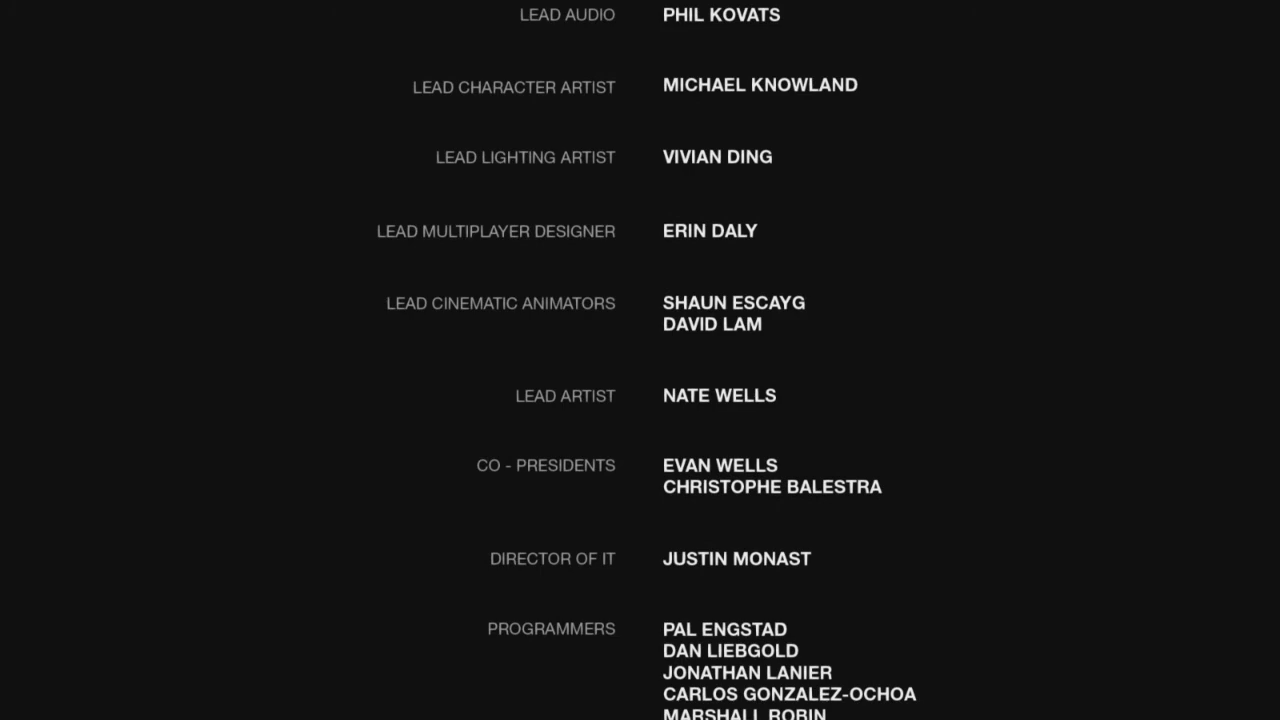 LEAD AUDIO PHIL KOVATS
LEAD CHARACTER ARTIST MICHAEL KNOWLAND
LEAD LIGHTING ARTIST VIVIAN DING
LEAD MULTIPLAYER DESIGNER ERIN DALY
LEAD CINEMATIC ANIMATORS SHAUN ESCAYG
DAVID LAM
LEAD ARTIST NATE WELLS
CO - PRESIDENTS EVAN WELLS
CHRISTOPHE BALESTRA
DIRECTOR OF IT JUSTIN MONAST
PROGRAMMERS PAL ENGSTAD
DAN LIEBGOLD
JONATHAN LANIER
CARLOS GONZALEZ-OCHOA
MARSHALL ROBIN